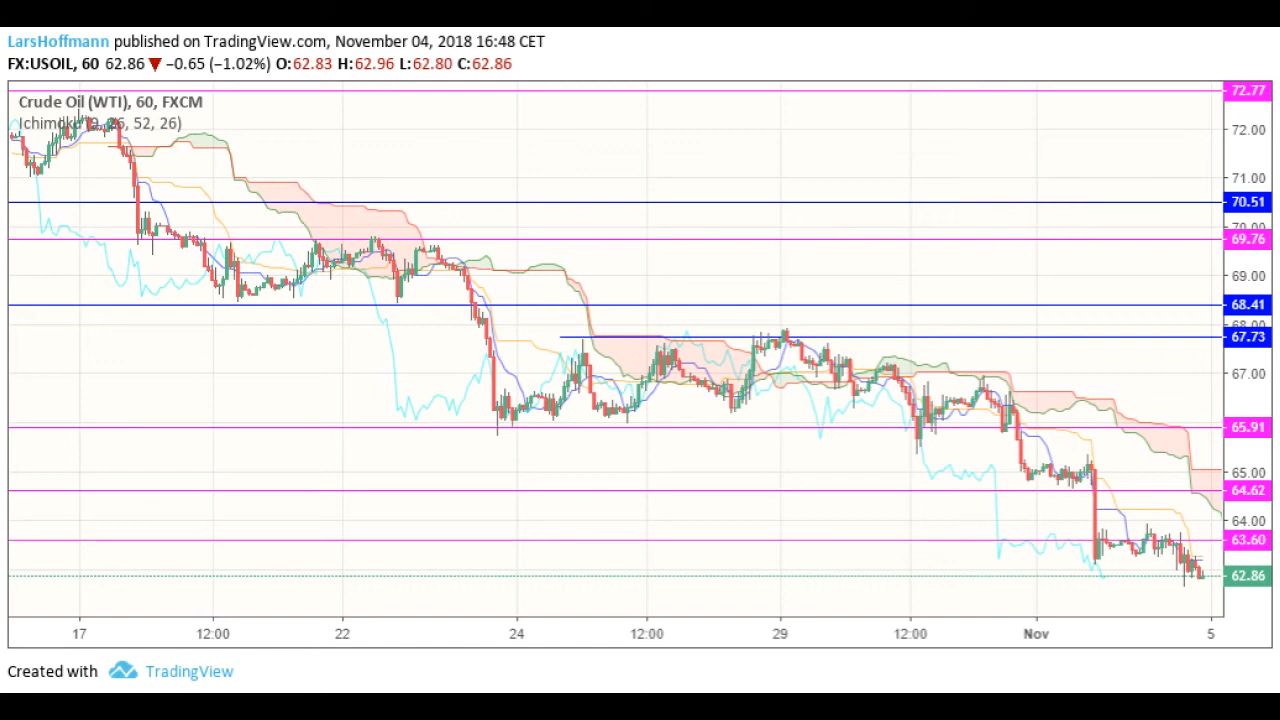 LarsHoffmann published on TradingView.com, November 04, 2018 16:48 CET
FX:USOIL, 60 62.86 ▼ −0.65 (−1.02%) O:62.83 H:62.96 L:62.80 C:62.86
Crude Oil (WTI), 60, FXCM
Ichimoku (9, 26, 52, 26)
72.77
72.00
71.00
70.51
70.00
69.76
69.00
68.41
68.00
67.73
67.00
65.91
65.00
64.62
64.00
63.60
62.86
17 12:00 22 24 12:00 29 12:00 Nov 5
Created with TradingView